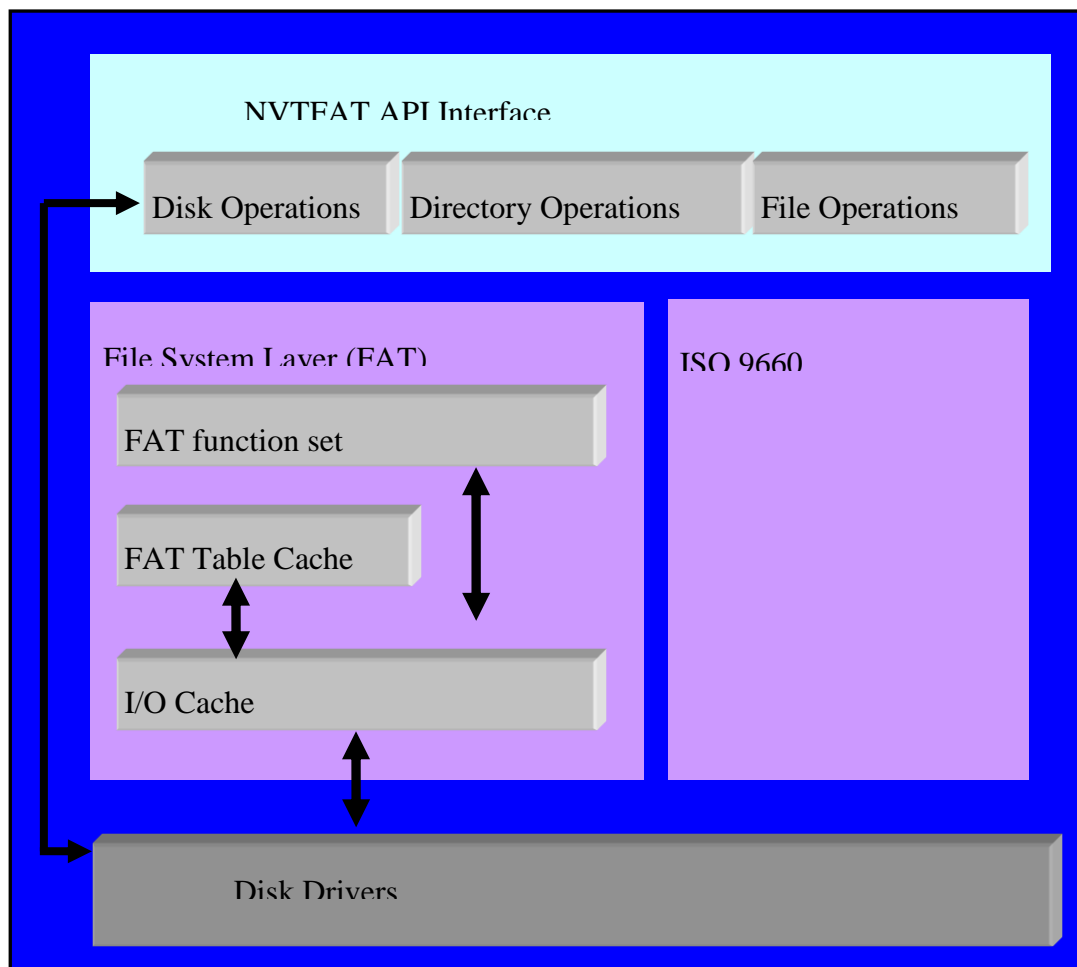 NVTFAT API Interface
Disk Operations
Directory Operations
File Operations
File System Layer (FAT)
ISO 9660
FAT function set
FAT Table Cache
I/O Cache
Disk Drivers